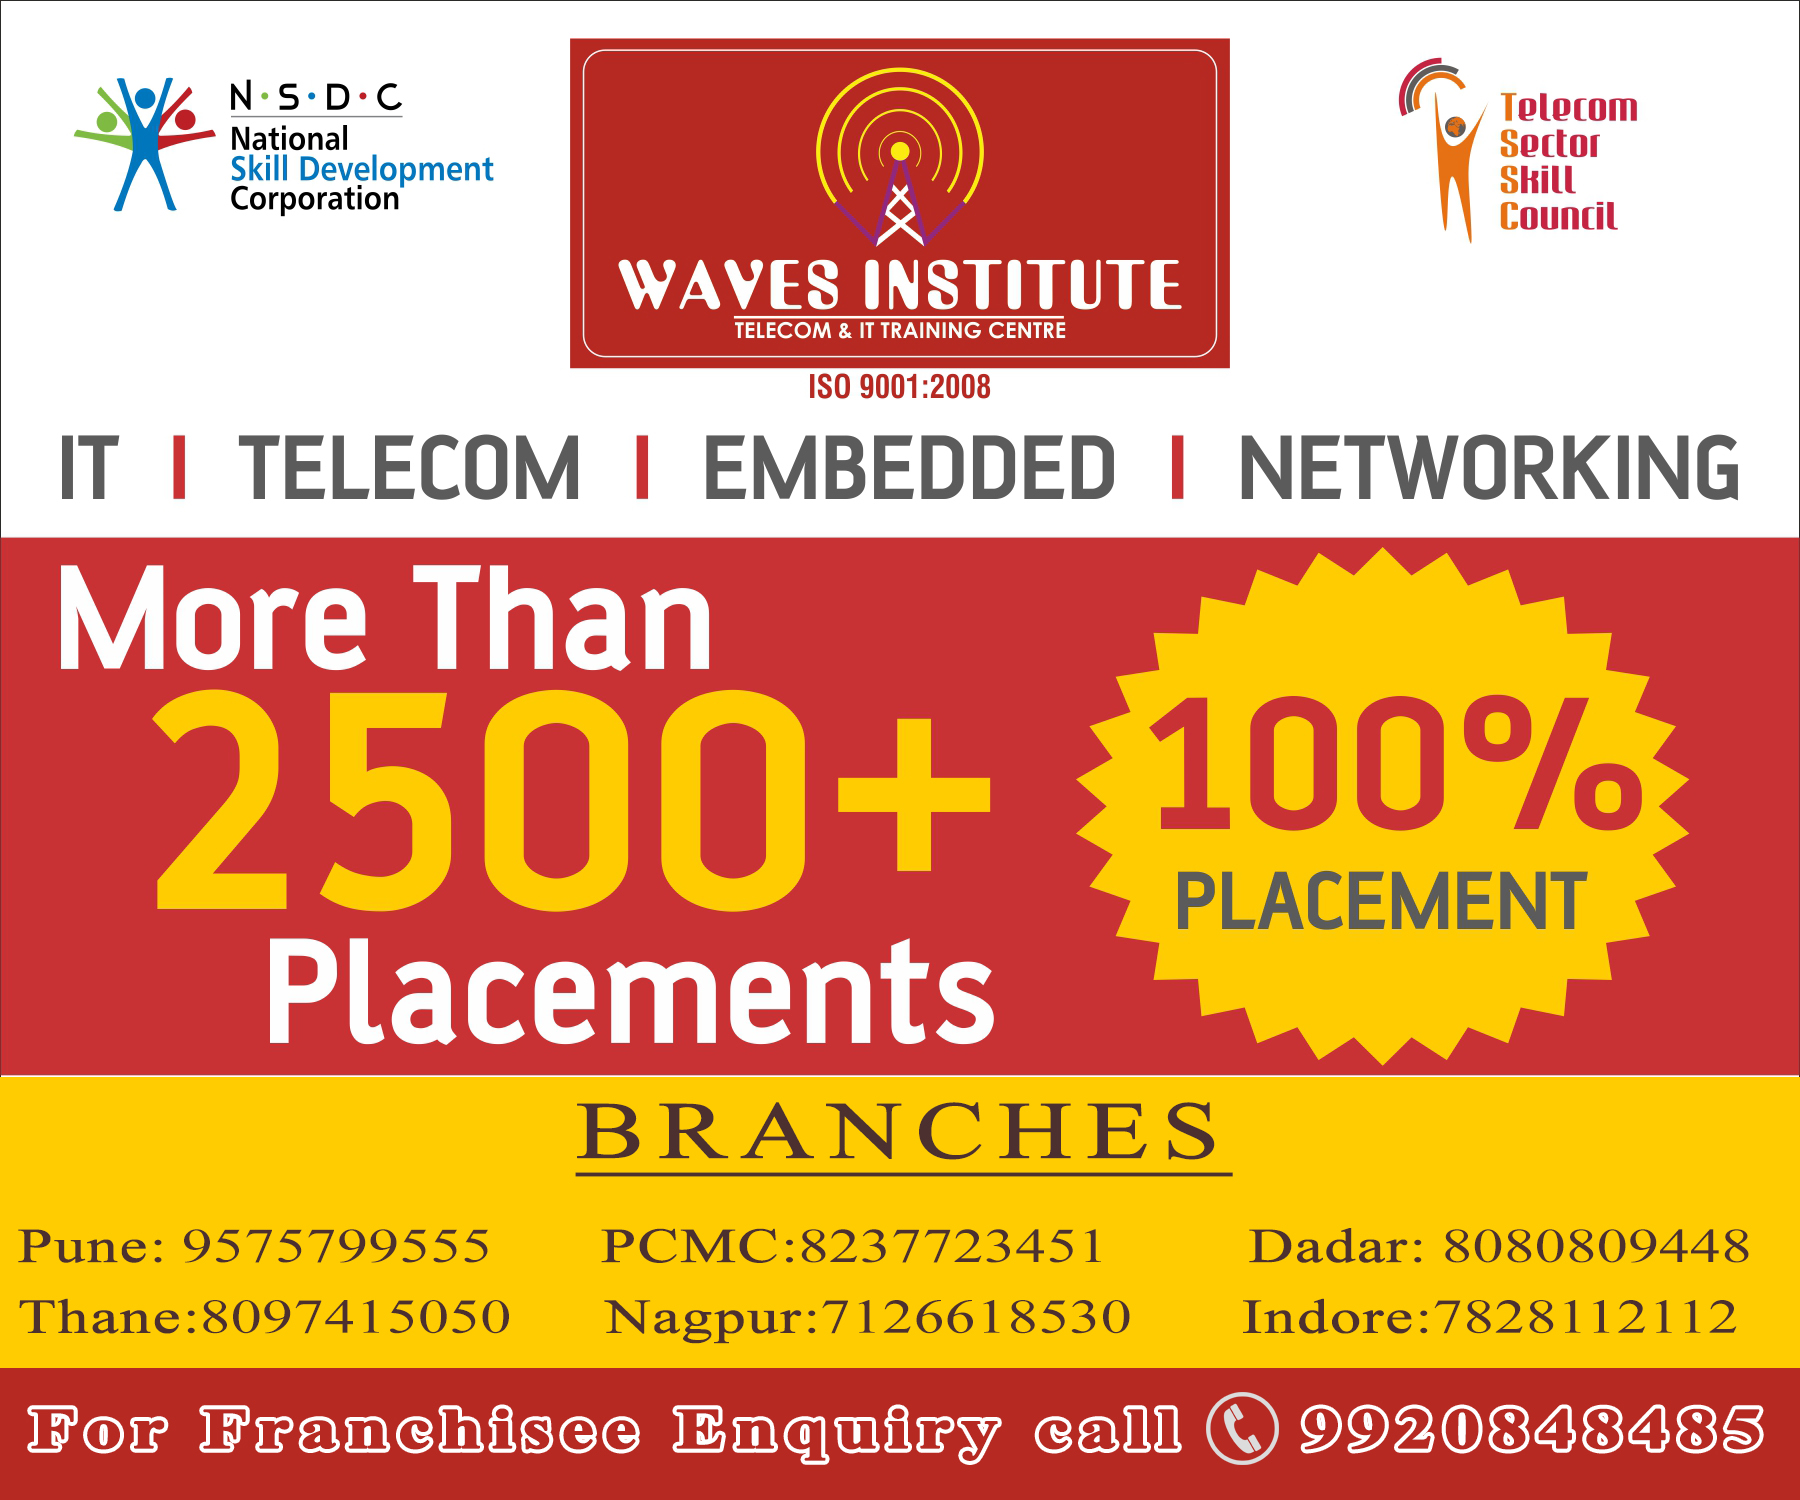 N·S·D·C
National
Skill Development
Corporation
WAVES INSTITUTE
TELECOM & IT TRAINING CENTRE
ISO 9001:2008
Telecom
Sector
Skill
Council
IT | TELECOM | EMBEDDED | NETWORKING
More Than
2500+
Placements
100%
PLACEMENT
BRANCHES
Pune: 9575799555 PCMC:8237723451 Dadar: 8080809448
Thane:8097415050 Nagpur:7126618530 Indore:7828112112
For Franchisee Enquiry call 9920848485